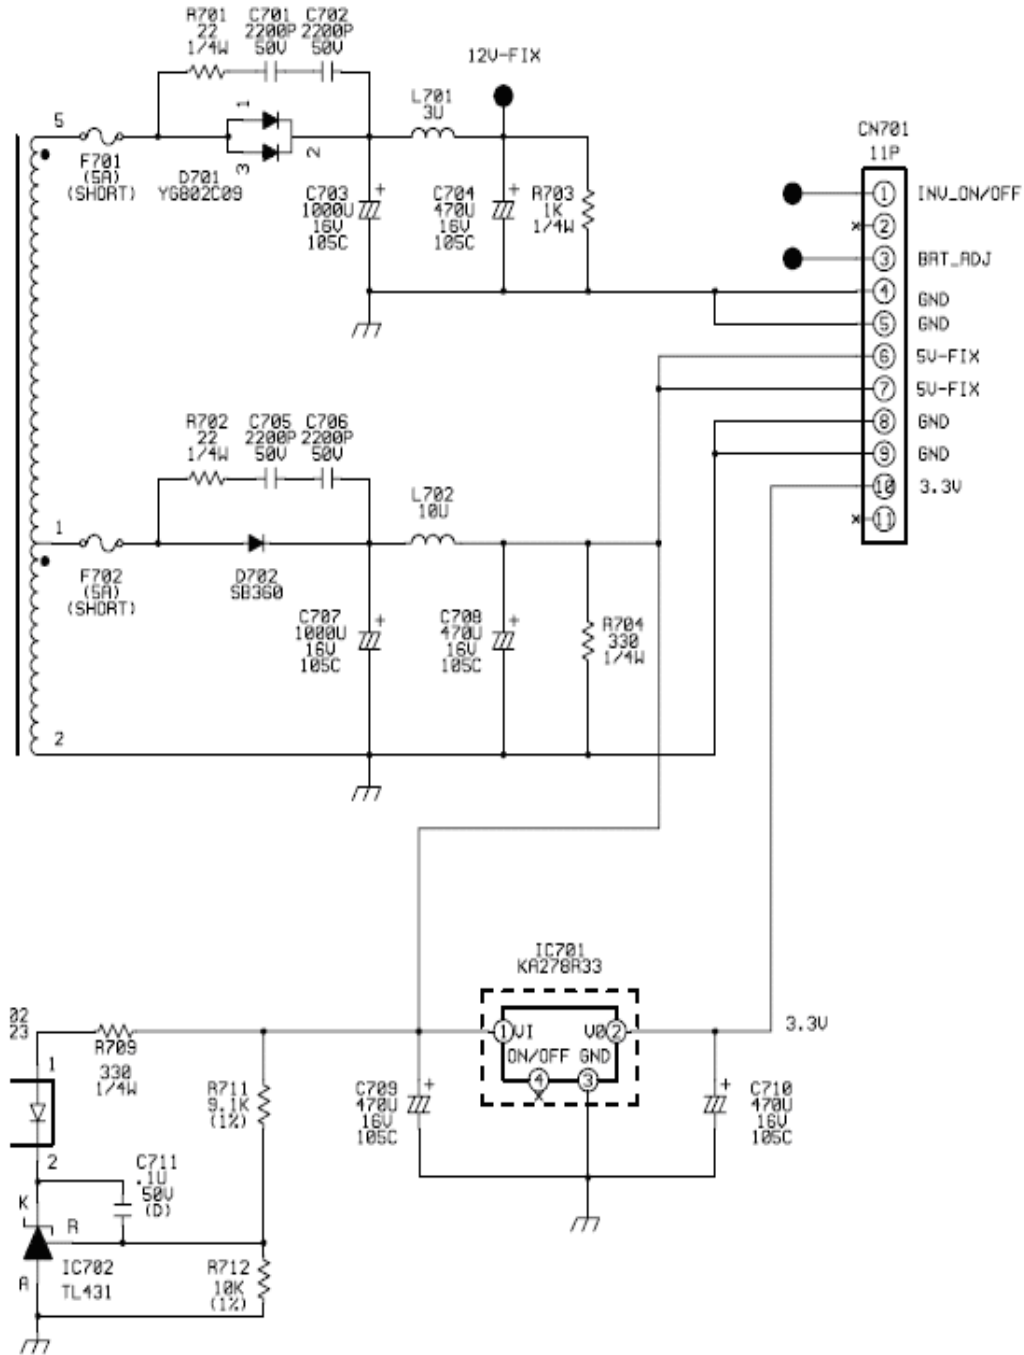 R701
22
1/4W
C701
2200P
50V
C702
2200P
50V
12V-FIX
L701
3U
5
F701
(5A)
(SHORT)
1
3
2
D701
YG802C09
C703
1000U
16V
105C
+
C704
470U
16V
105C
+
R703
1K
1/4W
CN701
11P
1 INV_ON/OFF
2
3 BRT_ADJ
4 GND
5 GND
6 5V-FIX
7 5V-FIX
8 GND
9 GND
10 3.3V
11
R702
22
1/4W
C705
2200P
50V
C706
2200P
50V
L702
10U
1
F702
(5A)
(SHORT)
D702
SB360
C707
1000U
16V
105C
+
C708
470U
16V
105C
+
R704
330
1/4W
2
IC701
KA278R33
1 VI
VO 2
ON/OFF GND
4 3
3.3V
02
23
R709
330
1/4W
1
2
R711
9.1K
(1%)
C709
470U
16V
105C
+
C710
470U
16V
105C
+
C711
.1U
50V
(D)
K
R
A
IC702
TL431
R712
10K
(1%)